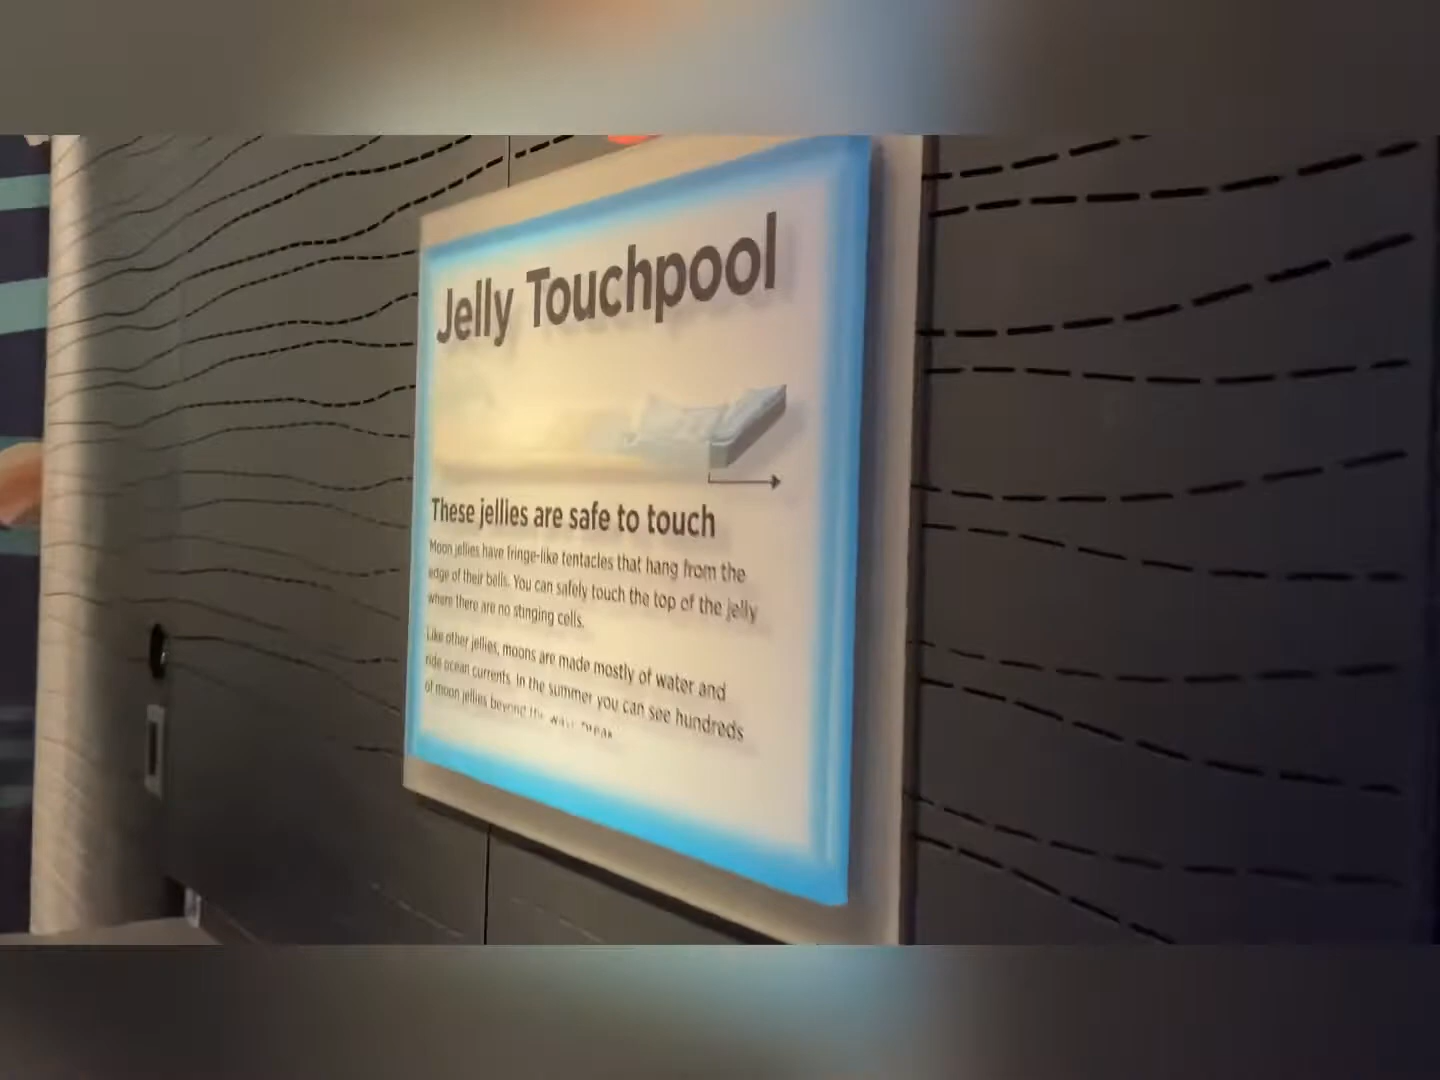 Jelly Touchpool
These jellies are safe to touch
Moon jellies have fringe-like tentacles that hang from the
edge of their bells. You can safely touch the top of the jelly
where there are no stinging cells.
Like other jellies, moons are made mostly of water and
ride ocean currents. In the summer you can see hundreds
of moon jellies beyond the